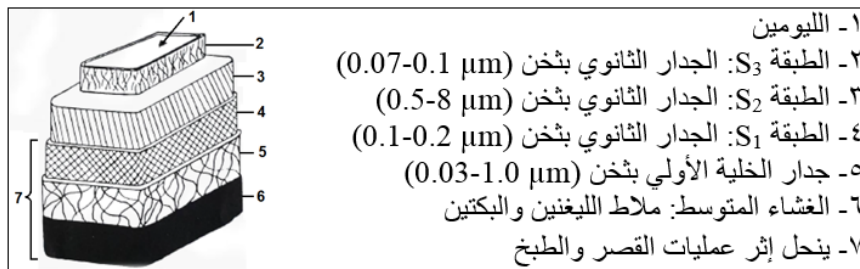 ١- الليومين
٢- الطبقة S3: الجدار الثانوي بثخن (0.07-0.1 µm)
٣- الطبقة S2: الجدار الثانوي بثخن (0.5-8 µm)
٤- الطبقة S1: الجدار الثانوي بثخن (0.1-0.2 µm)
٥- جدار الخلية الأولي بثخن (0.03-1.0 µm)
٦- الغشاء المتوسط: ملاط الليغنين والبكتين
٧- ينحل إثر عمليات القصر والطبخ
1
2
3
4
5
6
7